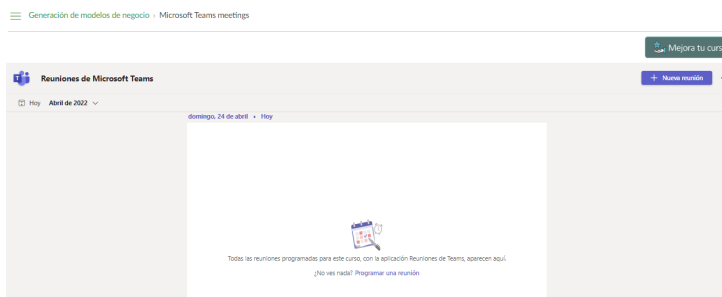 Generación de modelos de negocio › Microsoft Teams meetings
Mejora tu curs
Reuniones de Microsoft Teams
+ Nueva reunión
Hoy Abril de 2022
domingo, 24 de abril • Hoy
Todas las reuniones programadas para este curso, con la aplicación Reuniones de Teams, aparecen aquí.
¿No ves nada? Programar una reunión